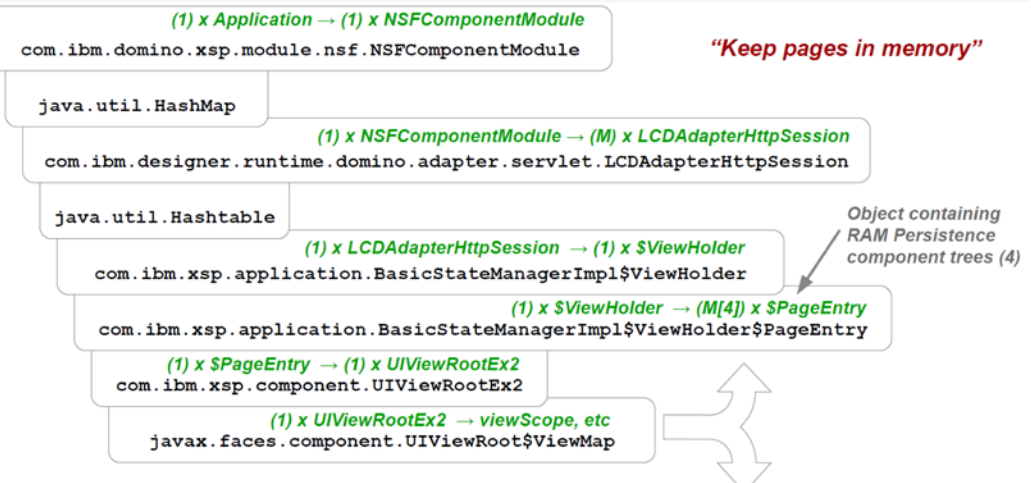 (1) x Application → (1) x NSFComponentModule
com.ibm.domino.xsp.module.nsf.NSFComponentModule
“Keep pages in memory”
java.util.HashMap
(1) x NSFComponentModule → (M) x LCDAdapterHttpSession
com.ibm.designer.runtime.domino.adapter.servlet.LCDAdapterHttpSession
java.util.Hashtable
(1) x LCDAdapterHttpSession → (1) x $ViewHolder
com.ibm.xsp.application.BasicStateManagerImpl$ViewHolder
Object containing
RAM Persistence
component trees (4)
(1) x $ViewHolder → (M[4]) x $PageEntry
com.ibm.xsp.application.BasicStateManagerImpl$ViewHolder$PageEntry
(1) x $PageEntry → (1) x UIViewRootEx2
com.ibm.xsp.component.UIViewRootEx2
(1) x UIViewRootEx2 → viewScope, etc
javax.faces.component.UIViewRoot$ViewMap